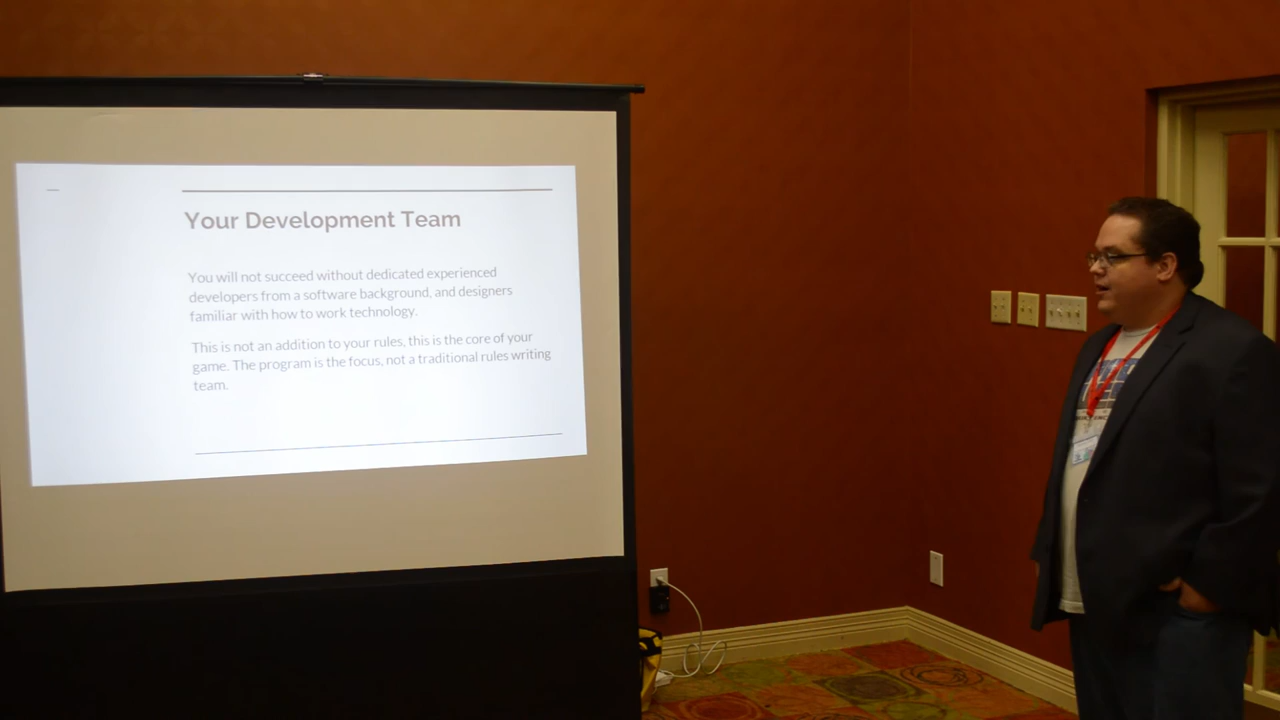 Your Development Team
You will not succeed without dedicated experienced
developers from a software background, and designers
familiar with how to work technology.
This is not an addition to your rules, this is the core of your
game. The program is the focus, not a traditional rules writing
team.